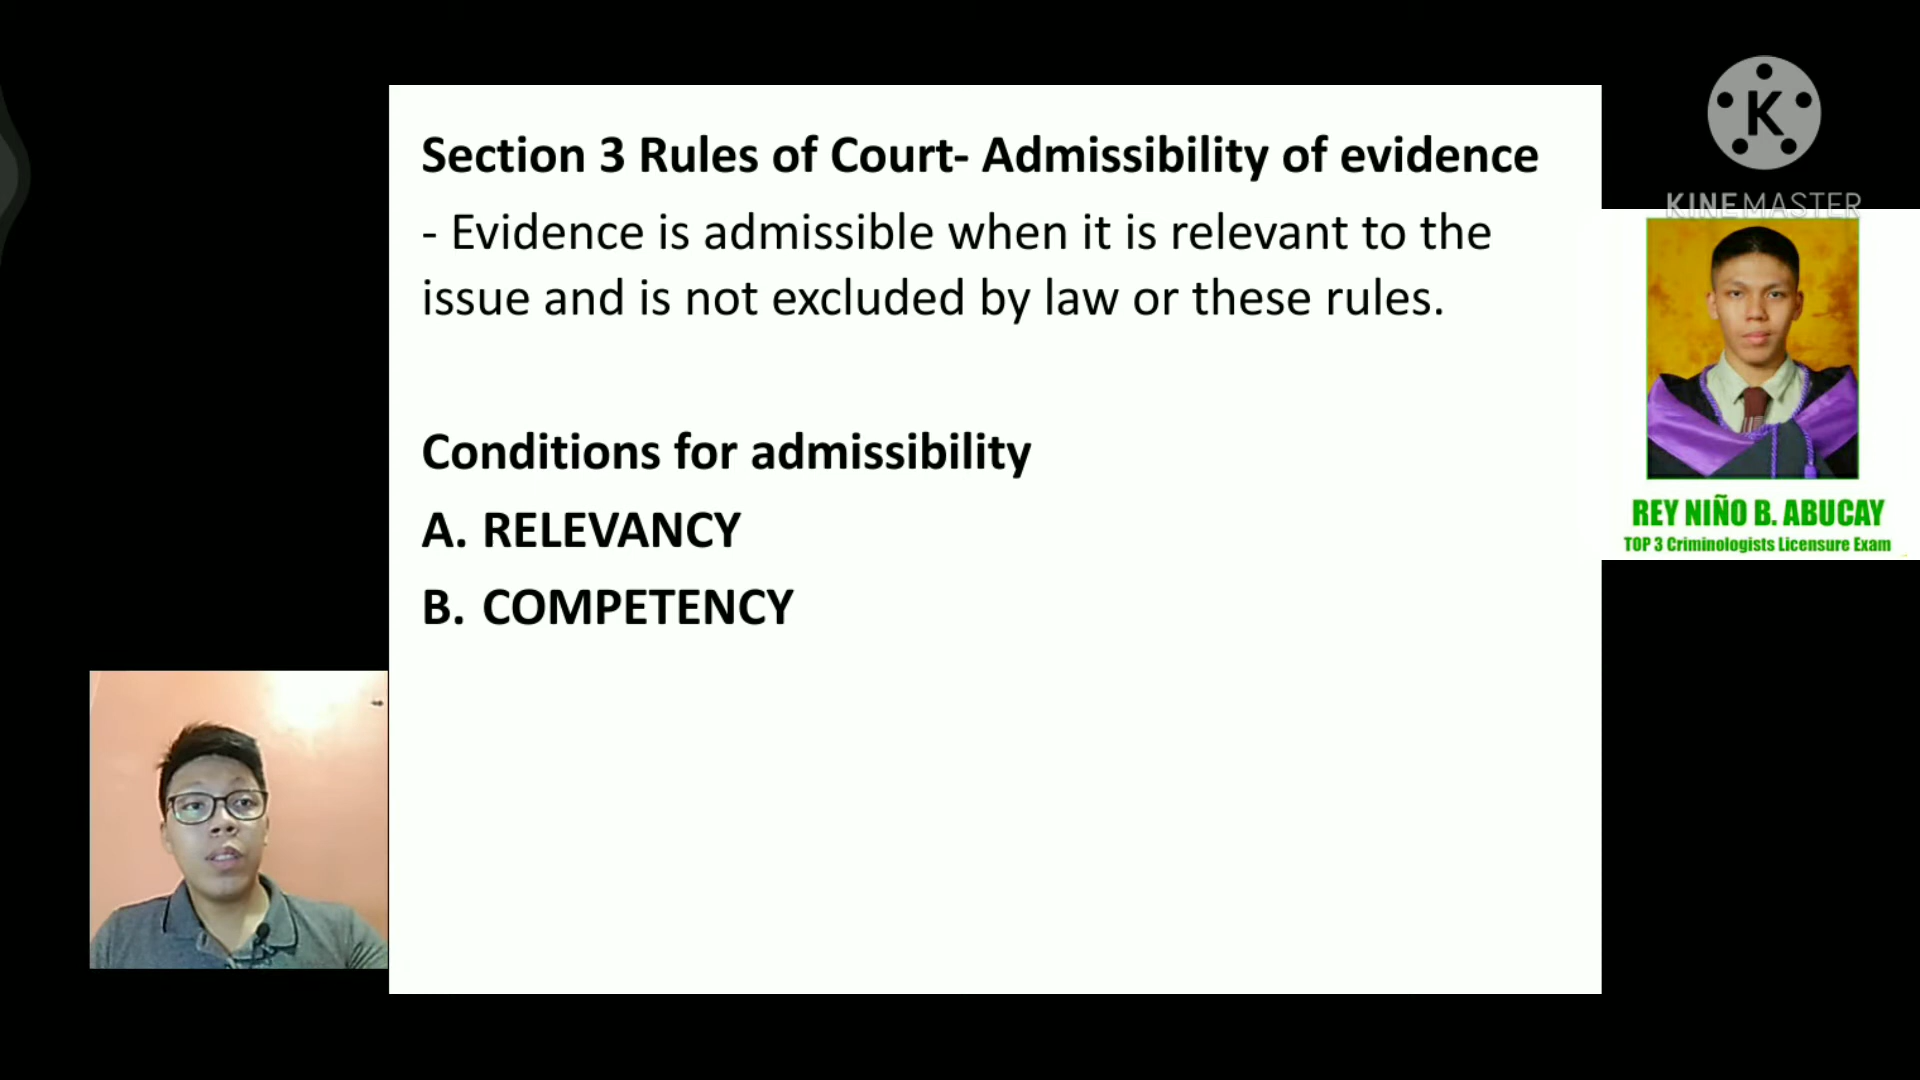 Section 3 Rules of Court- Admissibility of evidence
- Evidence is admissible when it is relevant to the
issue and is not excluded by law or these rules.
Conditions for admissibility
A. RELEVANCY
B. COMPETENCY
K
KINEMASTER
REY NIÑO B. ABUCAY
TOP 3 Criminologists Licensure Exam